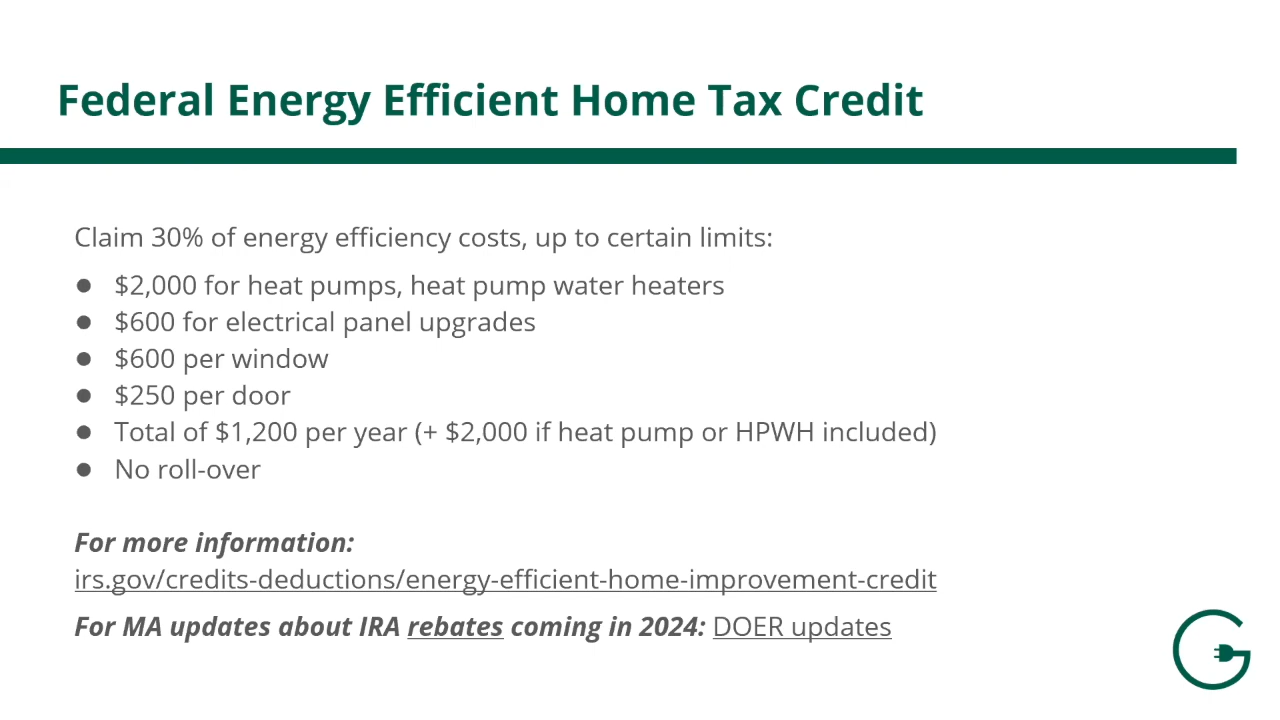 Federal Energy Efficient Home Tax Credit
Claim 30% of energy efficiency costs, up to certain limits:
● $2,000 for heat pumps, heat pump water heaters
● $600 for electrical panel upgrades
● $600 per window
● $250 per door
● Total of $1,200 per year (+ $2,000 if heat pump or HPWH included)
● No roll-over
For more information:
irs.gov/credits-deductions/energy-efficient-home-improvement-credit
For MA updates about IRA rebates coming in 2024: DOER updates